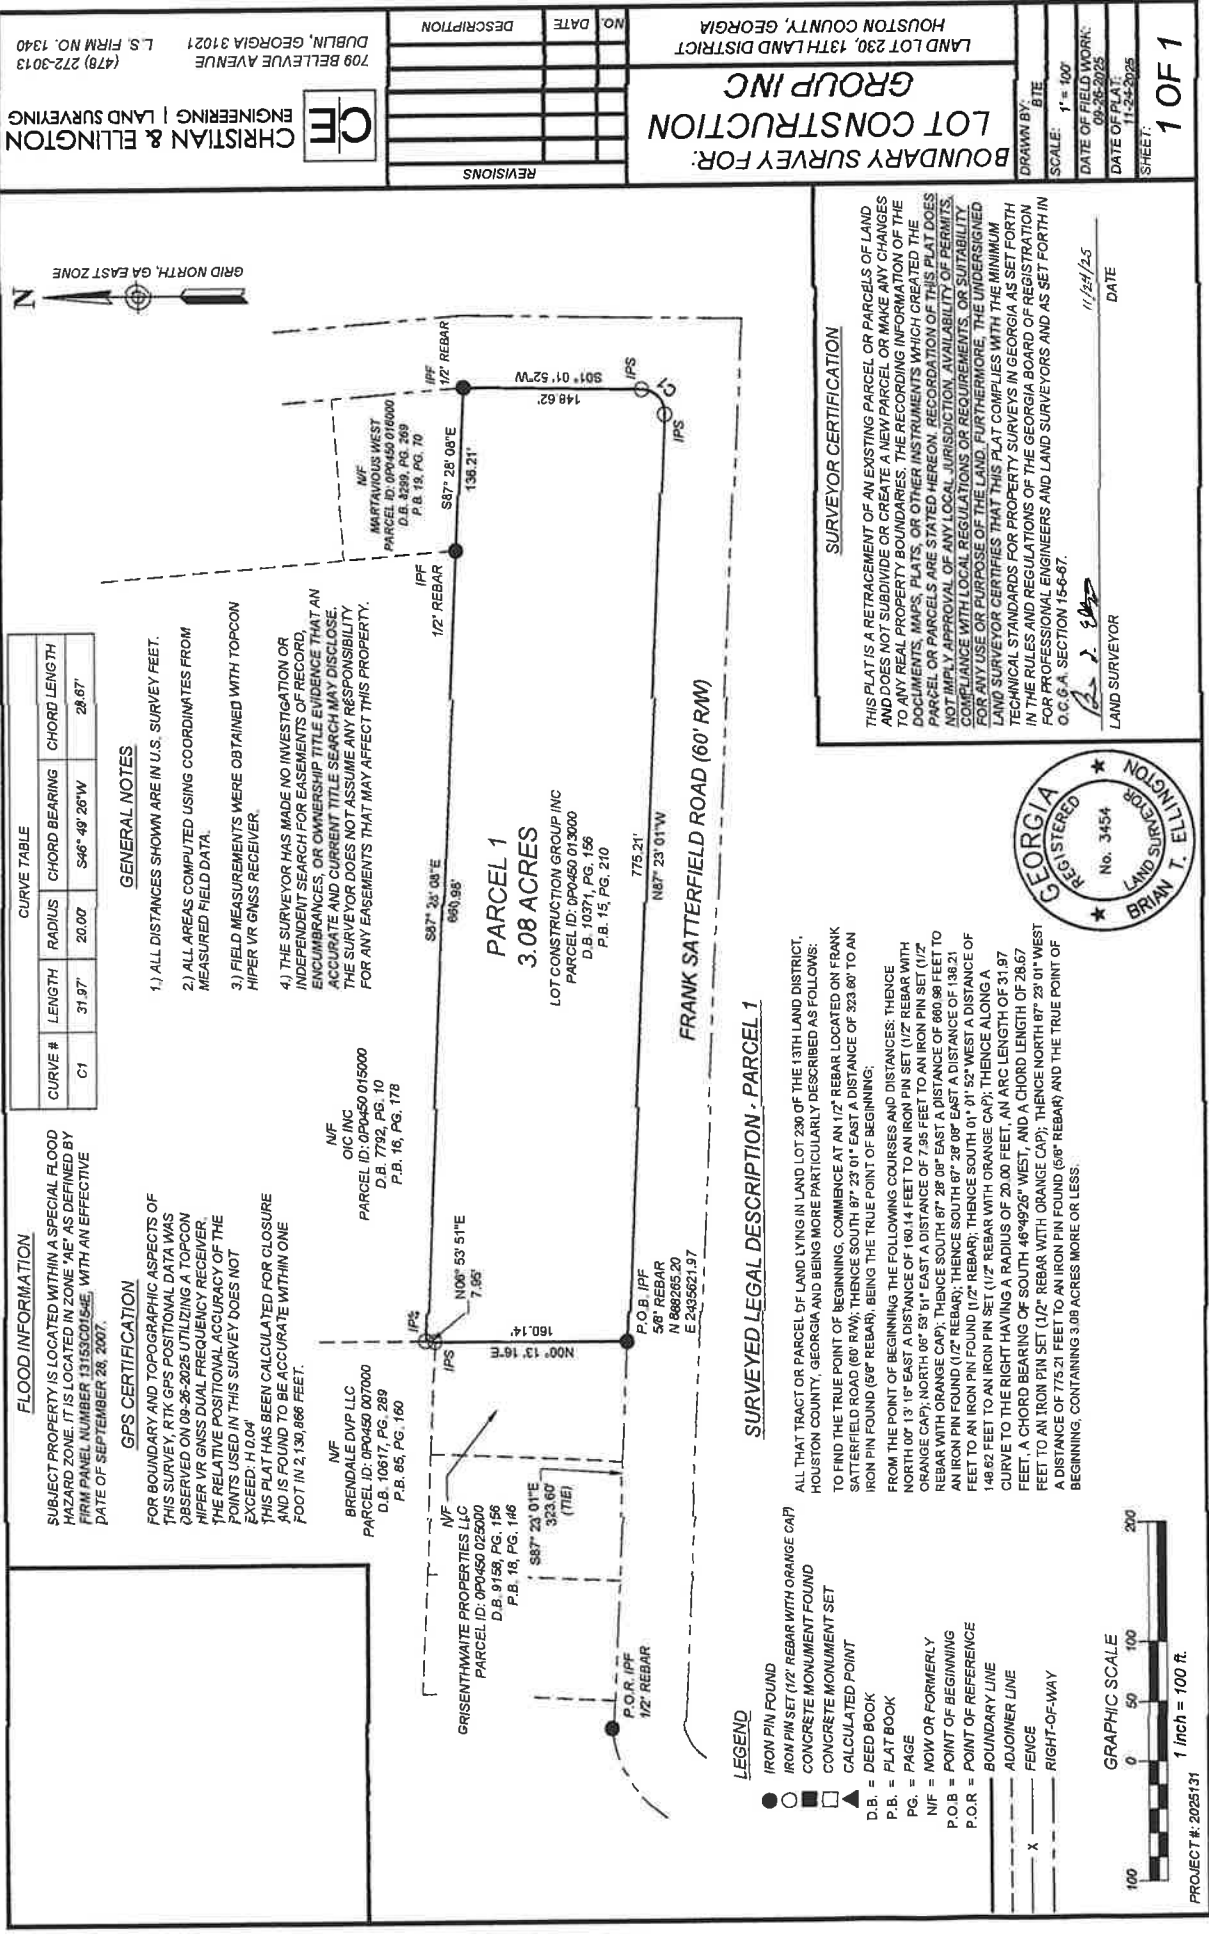 FLOOD INFORMATION
SUBJECT PROPERTY IS LOCATED WITHIN A SPECIAL FLOOD
HAZARD ZONE. IT IS LOCATED IN ZONE "AE" AS DEFINED BY
FIRM PANEL NUMBER 13153C0154E, WITH AN EFFECTIVE
DATE OF SEPTEMBER 28, 2007.
GPS CERTIFICATION
FOR BOUNDARY AND TOPOGRAPHIC ASPECTS OF
THIS SURVEY, RTK GPS POSITIONAL DATA WAS
OBSERVED ON 09-26-2025 UTILIZING A TOPCON
HIPER VR GNSS DUAL FREQUENCY RECEIVER.
THE RELATIVE POSITIONAL ACCURACY OF THE
POINTS USED IN THIS SURVEY DOES NOT
EXCEED: H 0.04'
THIS PLAT HAS BEEN CALCULATED FOR CLOSURE
AND IS FOUND TO BE ACCURATE WITHIN ONE
FOOT IN 2,130,866 FEET.
CURVE TABLE
CURVE # LENGTH RADIUS CHORD BEARING CHORD LENGTH
C1 31.97' 20.00' S46° 49' 26"W 28.67'
GENERAL NOTES
1.) ALL DISTANCES SHOWN ARE IN U.S. SURVEY FEET.
2.) ALL AREAS COMPUTED USING COORDINATES FROM
MEASURED FIELD DATA.
3.) FIELD MEASUREMENTS WERE OBTAINED WITH TOPCON
HIPER VR GNSS RECEIVER.
4.) THE SURVEYOR HAS MADE NO INVESTIGATION OR
INDEPENDENT SEARCH FOR EASEMENTS OF RECORD,
ENCUMBRANCES, OR OWNERSHIP TITLE EVIDENCE THAT AN
ACCURATE AND CURRENT TITLE SEARCH MAY DISCLOSE.
THE SURVEYOR DOES NOT ASSUME ANY RESPONSIBILITY
FOR ANY EASEMENTS THAT MAY AFFECT THIS PROPERTY.
N
GRID NORTH, GA EAST ZONE
N/F
BRENDALE DVP LLC
PARCEL ID: 0P0450 007000
D.B. 10617, PG. 289
P.B. 85, PG. 160
N/F
OIC INC
PARCEL ID: 0P0450 015000
D.B. 7792, PG. 10
P.B. 16, PG. 178
N/F
MARTAVIOUS WEST
PARCEL ID: 0P0450 016000
D.B. 8299, PG. 269
P.B. 19, PG. 70
N/F
GRISENTHWAITE PROPERTIES LLC
PARCEL ID: 0P0450 025000
D.B. 9158, PG. 156
P.B. 18, PG. 146
S87° 23' 01"E
323.60'
(TIE)
P.O.R. IPF
1/2" REBAR
IPS
IPS
N06° 53' 51"E
7.95'
N00° 13' 16"E
160.14'
P.O.B. IPF
5/8" REBAR
N 868265.20
E 2435621.97
S87° 28' 08"E
660.98'
IPF
1/2" REBAR
S87° 28' 08"E
136.21'
IPF
1/2" REBAR
S01° 01' 52"W
148.62'
IPS
C1
IPS
PARCEL 1
3.08 ACRES
LOT CONSTRUCTION GROUP INC
PARCEL ID: 0P0450 013000
D.B. 10371, PG. 156
P.B. 15, PG. 210
775.21'
N87° 23' 01"W
FRANK SATTERFIELD ROAD (60' R/W)
LEGEND
IRON PIN FOUND
IRON PIN SET (1/2" REBAR WITH ORANGE CAP)
CONCRETE MONUMENT FOUND
CONCRETE MONUMENT SET
CALCULATED POINT
D.B. = DEED BOOK
P.B. = PLAT BOOK
PG. = PAGE
N/F = NOW OR FORMERLY
P.O.B = POINT OF BEGINNING
P.O.R = POINT OF REFERENCE
BOUNDARY LINE
ADJOINER LINE
X FENCE
RIGHT-OF-WAY
GRAPHIC SCALE
100 0 50 100 200
1 inch = 100 ft.
PROJECT #: 2025131
SURVEYED LEGAL DESCRIPTION - PARCEL 1
ALL THAT TRACT OR PARCEL OF LAND LYING IN LAND LOT 230 OF THE 13TH LAND DISTRICT,
HOUSTON COUNTY, GEORGIA AND BEING MORE PARTICULARLY DESCRIBED AS FOLLOWS:
TO FIND THE TRUE POINT OF BEGINNING, COMMENCE AT AN 1/2" REBAR LOCATED ON FRANK
SATTERFIELD ROAD (60' R/W); THENCE SOUTH 87° 23' 01" EAST A DISTANCE OF 323.60' TO AN
IRON PIN FOUND (5/8" REBAR), BEING THE TRUE POINT OF BEGINNING;
FROM THE POINT OF BEGINNING THE FOLLOWING COURSES AND DISTANCES: THENCE
NORTH 00° 13' 16" EAST A DISTANCE OF 160.14 FEET TO AN IRON PIN SET (1/2" REBAR WITH
ORANGE CAP); NORTH 06° 53' 51" EAST A DISTANCE OF 7.95 FEET TO AN IRON PIN SET (1/2"
REBAR WITH ORANGE CAP); THENCE SOUTH 87° 28' 08" EAST A DISTANCE OF 660.98 FEET TO
AN IRON PIN FOUND (1/2" REBAR); THENCE SOUTH 87° 28' 08" EAST A DISTANCE OF 136.21
FEET TO AN IRON PIN FOUND (1/2" REBAR); THENCE SOUTH 01° 01' 52" WEST A DISTANCE OF
148.62 FEET TO AN IRON PIN SET (1/2" REBAR WITH ORANGE CAP); THENCE ALONG A
CURVE TO THE RIGHT HAVING A RADIUS OF 20.00 FEET, AN ARC LENGTH OF 31.97
FEET, A CHORD BEARING OF SOUTH 46°49'26" WEST, AND A CHORD LENGTH OF 28.67
FEET TO AN IRON PIN SET (1/2" REBAR WITH ORANGE CAP); THENCE NORTH 87° 23' 01" WEST
A DISTANCE OF 775.21 FEET TO AN IRON PIN FOUND (5/8" REBAR) AND THE TRUE POINT OF
BEGINNING, CONTAINING 3.08 ACRES MORE OR LESS.
GEORGIA
REGISTERED
No. 3454
LAND SURVEYOR
BRIAN T. ELLINGTON
SURVEYOR CERTIFICATION
THIS PLAT IS A RETRACEMENT OF AN EXISTING PARCEL OR PARCELS OF LAND
AND DOES NOT SUBDIVIDE OR CREATE A NEW PARCEL OR MAKE ANY CHANGES
TO ANY REAL PROPERTY BOUNDARIES. THE RECORDING INFORMATION OF THE
DOCUMENTS, MAPS, PLATS, OR OTHER INSTRUMENTS WHICH CREATED THE
PARCEL OR PARCELS ARE STATED HEREON. RECORDATION OF THIS PLAT DOES
NOT IMPLY APPROVAL OF ANY LOCAL JURISDICTION, AVAILABILITY OF PERMITS,
COMPLIANCE WITH LOCAL REGULATIONS OR REQUIREMENTS, OR SUITABILITY
FOR ANY USE OR PURPOSE OF THE LAND. FURTHERMORE, THE UNDERSIGNED
LAND SURVEYOR CERTIFIES THAT THIS PLAT COMPLIES WITH THE MINIMUM
TECHNICAL STANDARDS FOR PROPERTY SURVEYS IN GEORGIA AS SET FORTH
IN THE RULES AND REGULATIONS OF THE GEORGIA BOARD OF REGISTRATION
FOR PROFESSIONAL ENGINEERS AND LAND SURVEYORS AND AS SET FORTH IN
O.C.G.A. SECTION 15-6-67.
11/24/25
LAND SURVEYOR DATE
CE
CHRISTIAN & ELLINGTON
ENGINEERING | LAND SURVEYING
709 BELLEVUE AVENUE (478) 272-3013
DUBLIN, GEORGIA 31021 L.S. FIRM NO. 1340
REVISIONS
NO. DATE DESCRIPTION
BOUNDARY SURVEY FOR:
LOT CONSTRUCTION
GROUP INC
LAND LOT 230, 13TH LAND DISTRICT
HOUSTON COUNTY, GEORGIA
DRAWN BY:
BTE
SCALE: 1" = 100'
DATE OF FIELD WORK:
09-26-2025
DATE OF PLAT:
11-24-2025
SHEET:
1 OF 1